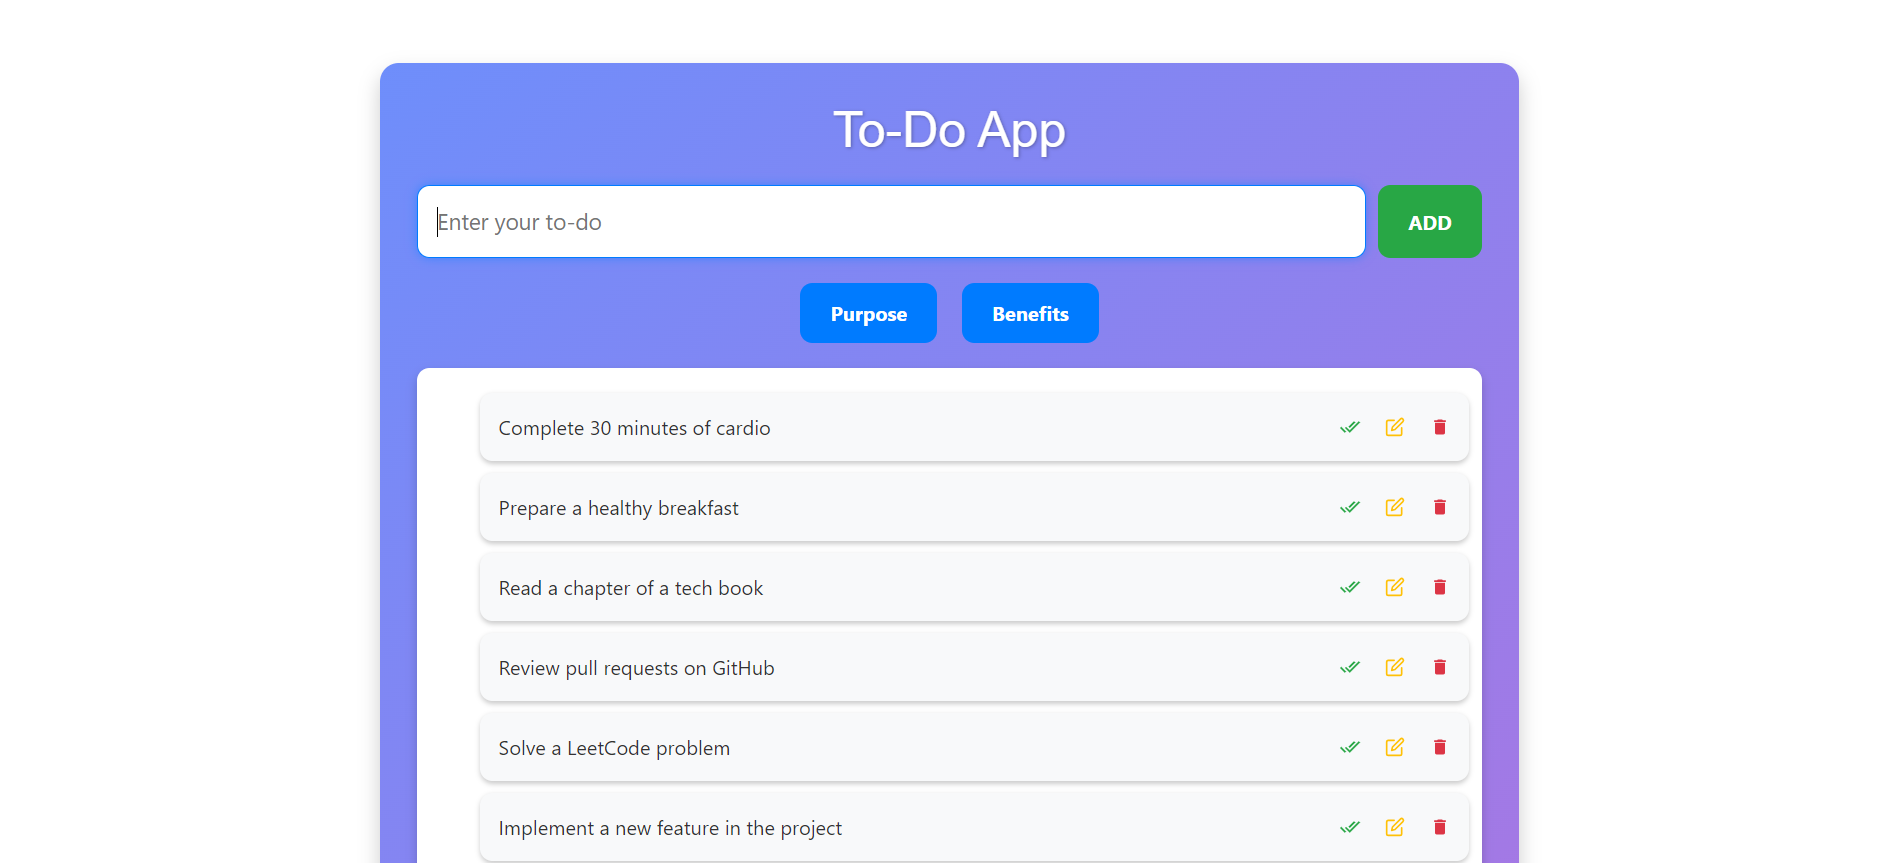 To-Do App
Enter your to-do
ADD
Purpose
Benefits
Complete 30 minutes of cardio
Prepare a healthy breakfast
Read a chapter of a tech book
Review pull requests on GitHub
Solve a LeetCode problem
Implement a new feature in the project